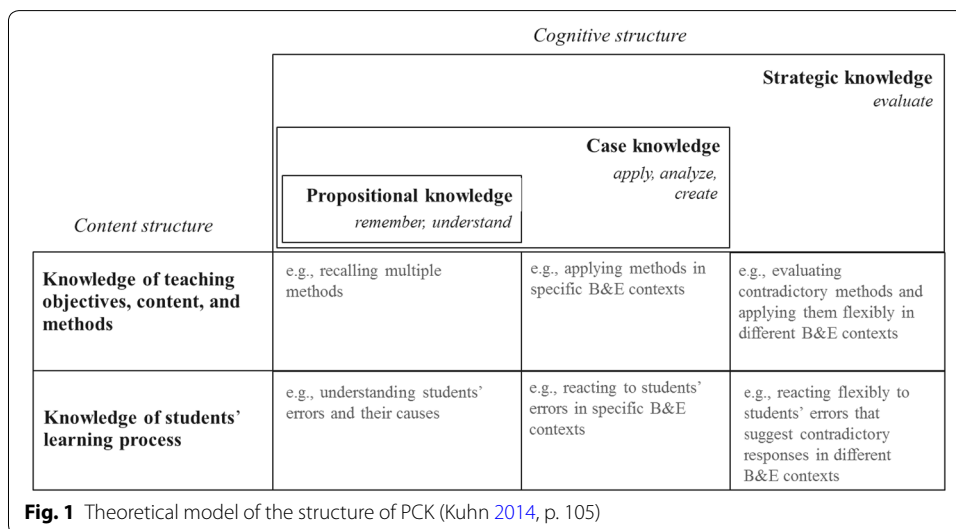 Cognitive structure
Strategic knowledge
evaluate
Case knowledge
apply, analyze,
create
Propositional knowledge
remember, understand
Content structure
Knowledge of teaching
objectives, content, and
methods
e.g., recalling multiple
methods
e.g., applying methods in
specific B&E contexts
e.g., evaluating
contradictory methods and
applying them flexibly in
different B&E contexts
Knowledge of students'
learning process
e.g., understanding students'
errors and their causes
e.g., reacting to students'
errors in specific B&E
contexts
e.g., reacting flexibly to
students' errors that
suggest contradictory
responses in different
B&E contexts
Fig. 1 Theoretical model of the structure of PCK (Kuhn 2014, p. 105)